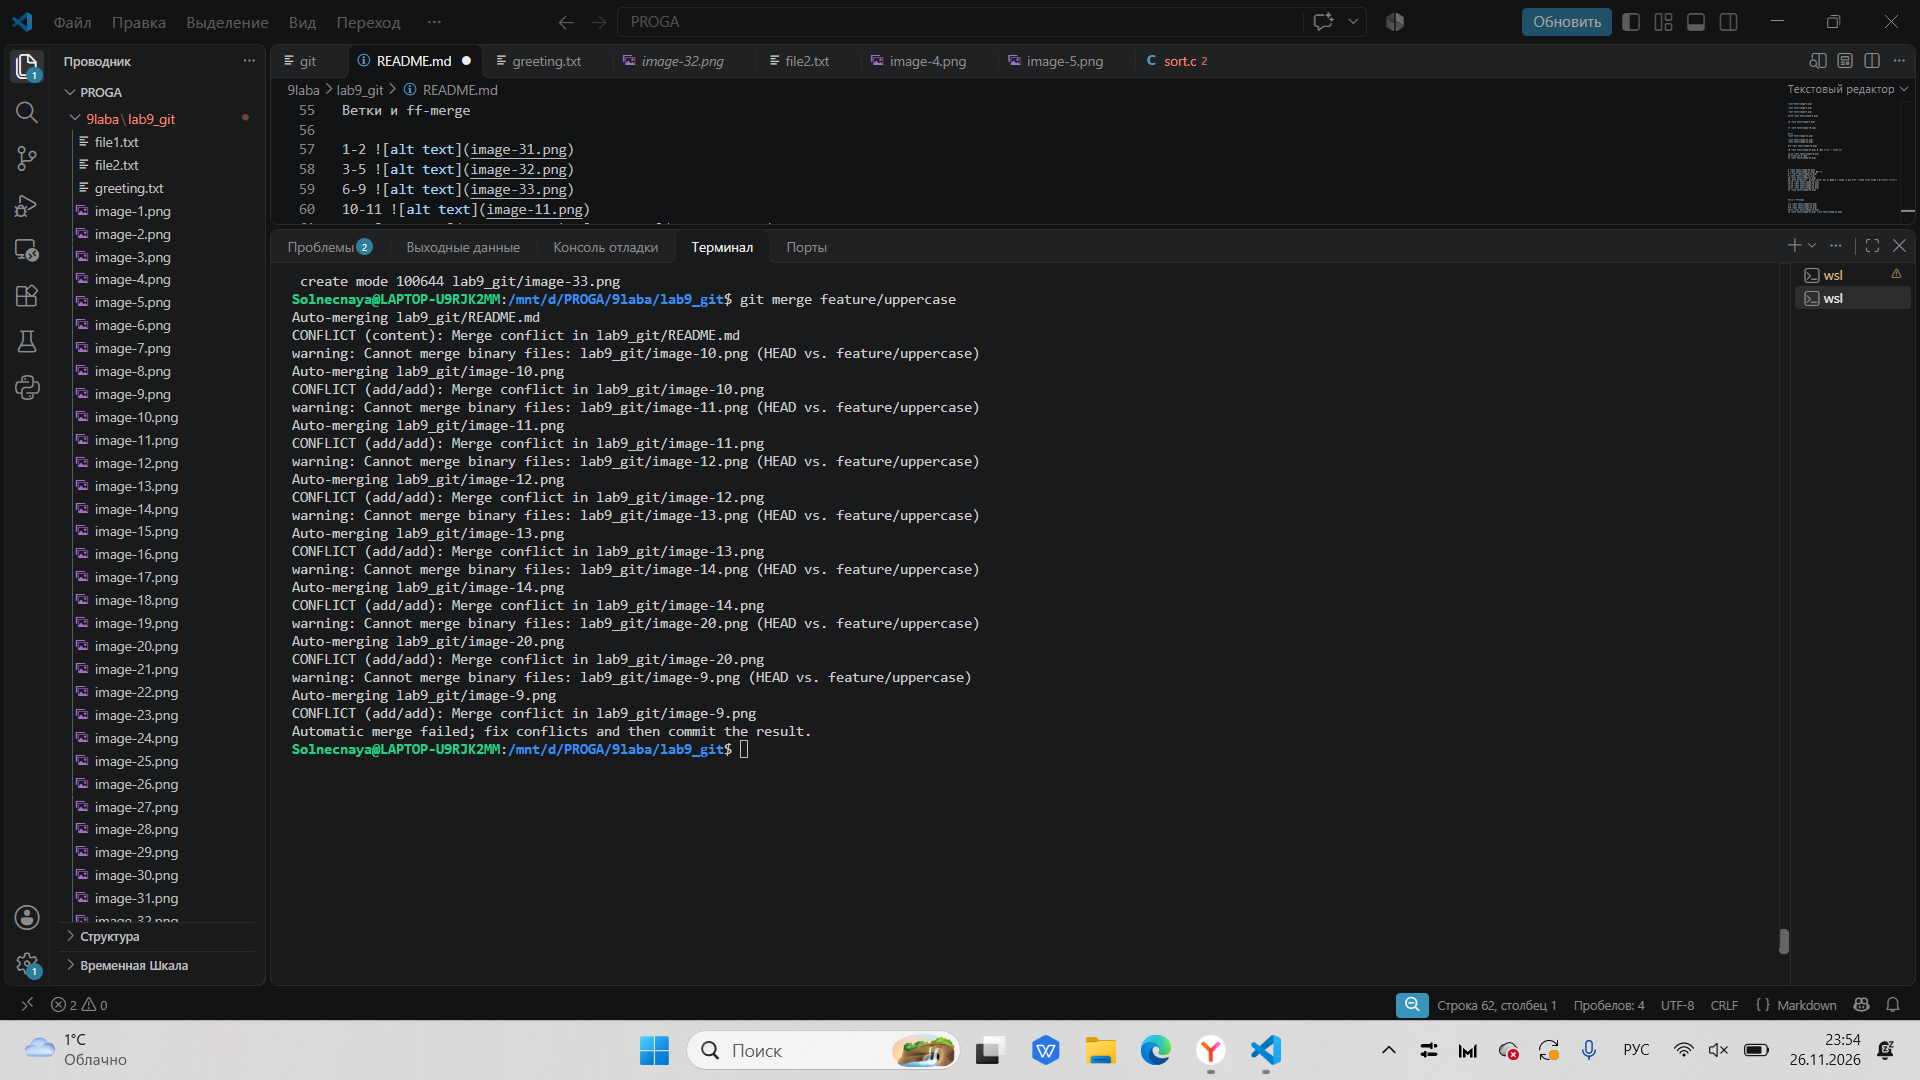 Файл Правка Выделение Вид Переход ··· PROGA Обновить
Проводник ···
PROGA
9laba\lab9_git
file1.txt
file2.txt
greeting.txt
image-1.png
image-2.png
image-3.png
image-4.png
image-5.png
image-6.png
image-7.png
image-8.png
image-9.png
image-10.png
image-11.png
image-12.png
image-13.png
image-14.png
image-15.png
image-16.png
image-17.png
image-18.png
image-19.png
image-20.png
image-21.png
image-22.png
image-23.png
image-24.png
image-25.png
image-26.png
image-27.png
image-28.png
image-29.png
image-30.png
image-31.png
image-32.png
Структура
Временная Шкала
1
1
git README.md greeting.txt image-32.png file2.txt image-4.png image-5.png C sort.c 2
9laba > lab9_git > README.md
Текстовый редактор
55 Ветки и ff-merge
56
57 1-2 ![alt text](image-31.png)
58 3-5 ![alt text](image-32.png)
59 6-9 ![alt text](image-33.png)
60 10-11 ![alt text](image-11.png)
Проблемы 2 Выходные данные Консоль отладки Терминал Порты
wsl
wsl
create mode 100644 lab9_git/image-33.png
Solnecnaya@LAPTOP-U9RJK2MM:/mnt/d/PROGA/9laba/lab9_git$ git merge feature/uppercase
Auto-merging lab9_git/README.md
CONFLICT (content): Merge conflict in lab9_git/README.md
warning: Cannot merge binary files: lab9_git/image-10.png (HEAD vs. feature/uppercase)
Auto-merging lab9_git/image-10.png
CONFLICT (add/add): Merge conflict in lab9_git/image-10.png
warning: Cannot merge binary files: lab9_git/image-11.png (HEAD vs. feature/uppercase)
Auto-merging lab9_git/image-11.png
CONFLICT (add/add): Merge conflict in lab9_git/image-11.png
warning: Cannot merge binary files: lab9_git/image-12.png (HEAD vs. feature/uppercase)
Auto-merging lab9_git/image-12.png
CONFLICT (add/add): Merge conflict in lab9_git/image-12.png
warning: Cannot merge binary files: lab9_git/image-13.png (HEAD vs. feature/uppercase)
Auto-merging lab9_git/image-13.png
CONFLICT (add/add): Merge conflict in lab9_git/image-13.png
warning: Cannot merge binary files: lab9_git/image-14.png (HEAD vs. feature/uppercase)
Auto-merging lab9_git/image-14.png
CONFLICT (add/add): Merge conflict in lab9_git/image-14.png
warning: Cannot merge binary files: lab9_git/image-20.png (HEAD vs. feature/uppercase)
Auto-merging lab9_git/image-20.png
CONFLICT (add/add): Merge conflict in lab9_git/image-20.png
warning: Cannot merge binary files: lab9_git/image-9.png (HEAD vs. feature/uppercase)
Auto-merging lab9_git/image-9.png
CONFLICT (add/add): Merge conflict in lab9_git/image-9.png
Automatic merge failed; fix conflicts and then commit the result.
Solnecnaya@LAPTOP-U9RJK2MM:/mnt/d/PROGA/9laba/lab9_git$
2 0 Строка 62, столбец 1 Пробелов: 4 UTF-8 CRLF { } Markdown
1°C
Облачно
Поиск
РУС
23:54
26.11.2026